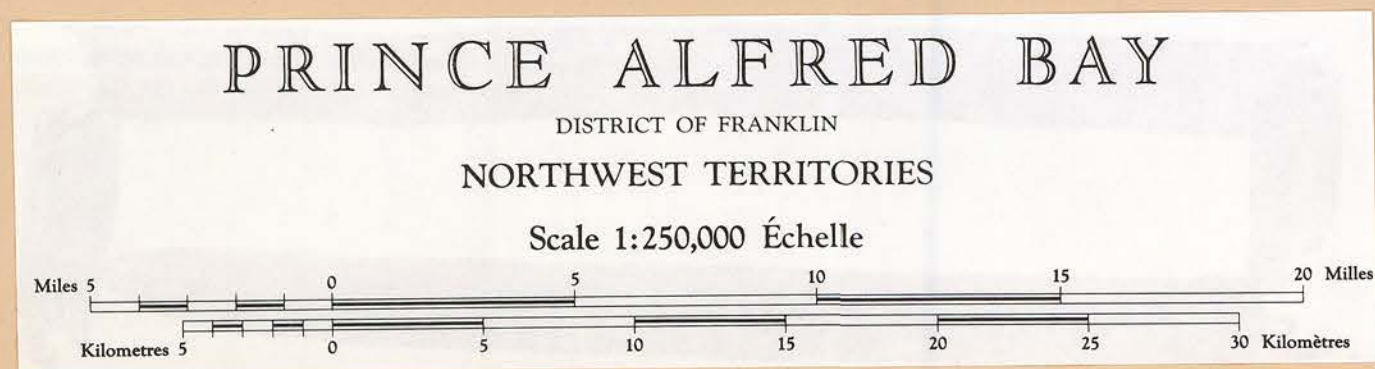 PRINCE ALFRED BAY
DISTRICT OF FRANKLIN
NORTHWEST TERRITORIES
Scale 1:250,000 Échelle
Miles 5 0 5 10 15 20 Milles
Kilometres 5 0 5 10 15 20 25 30 Kilomètres